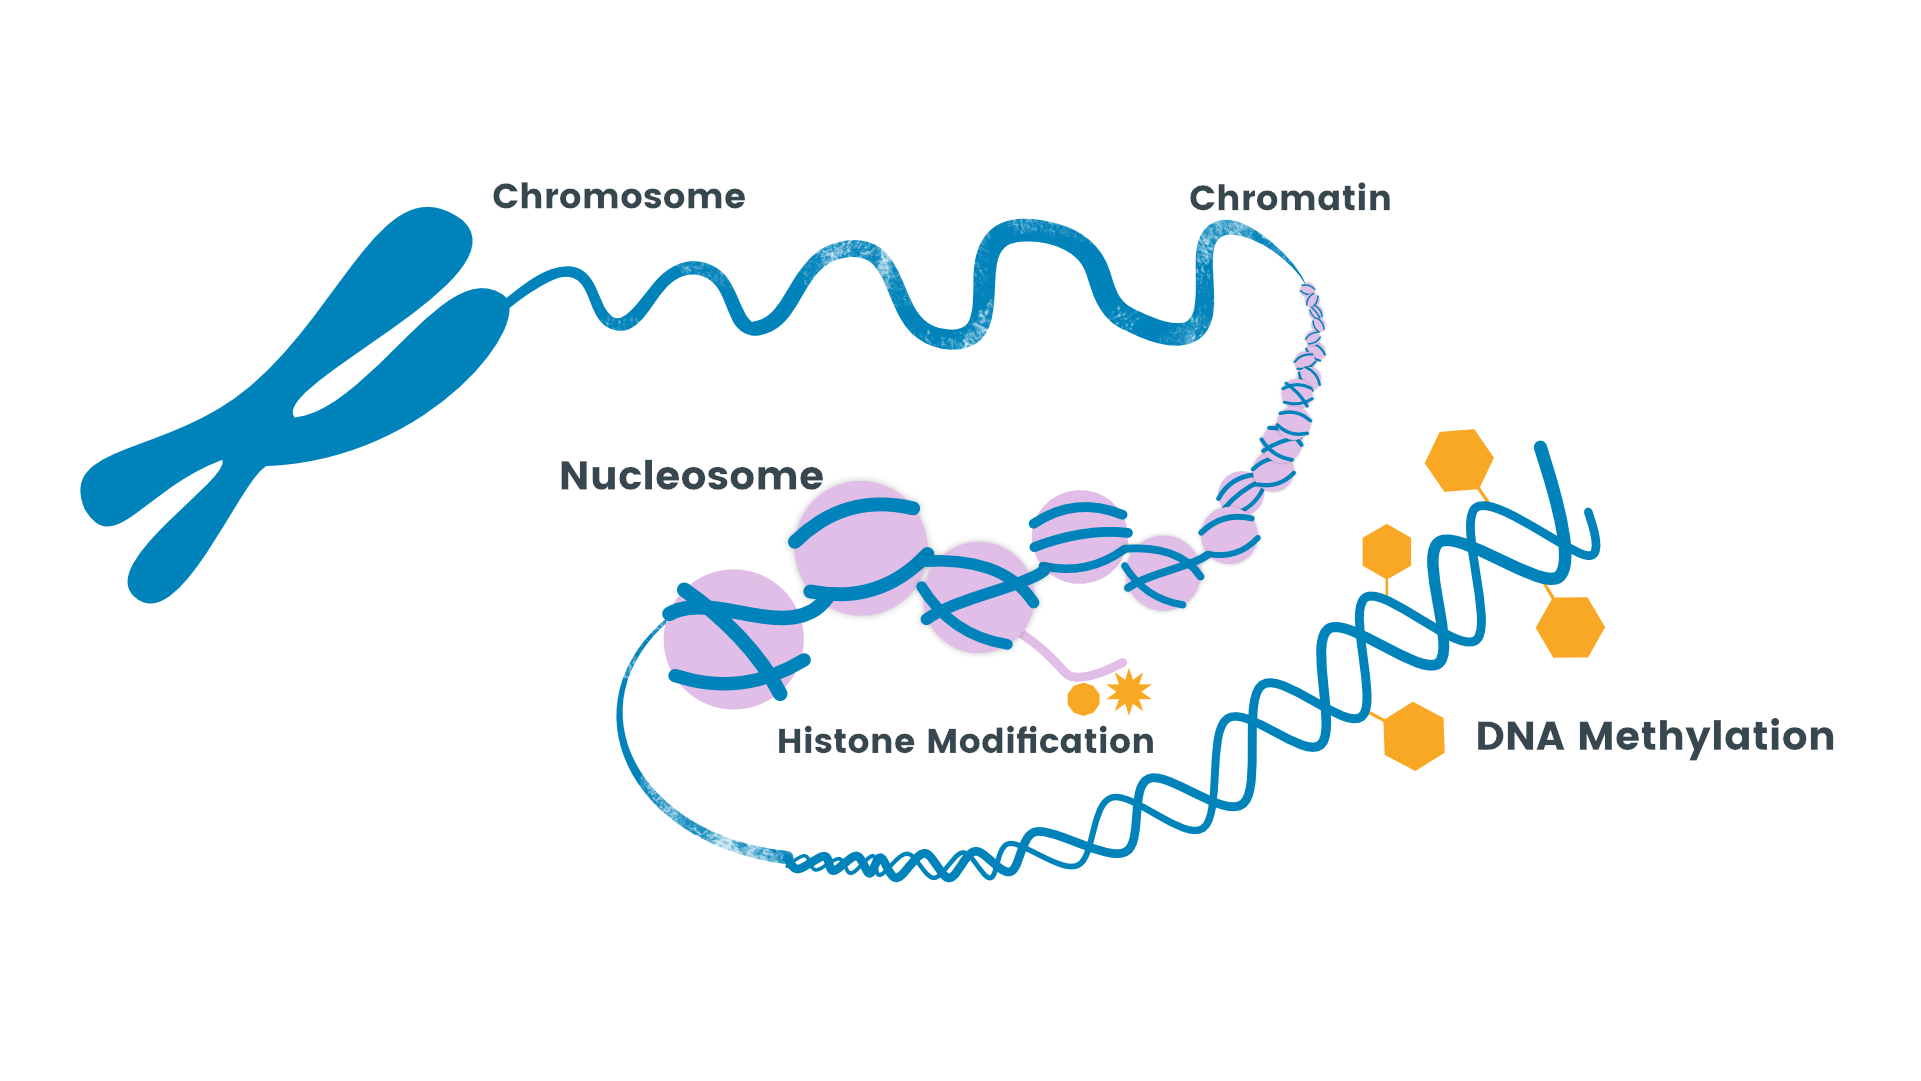 Chromosome
Chromatin
Nucleosome
Histone Modification
DNA Methylation